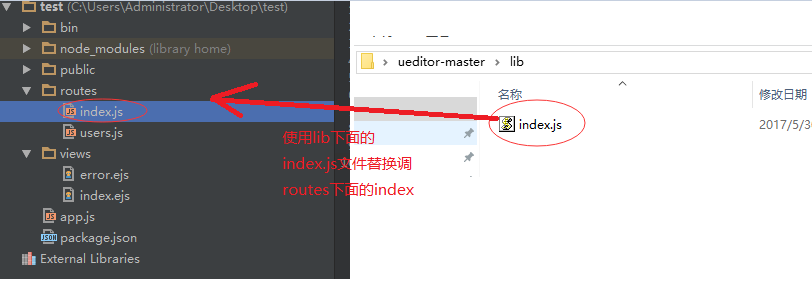 test (C:\Users\Administrator\Desktop\test)
bin
node_modules (library home)
public
routes
index.js
users.js
views
error.ejs
index.ejs
app.js
package.json
External Libraries
ueditor-master › lib
名称
修改日期
index.js
2017/5/3
使用lib下面的
index.js文件替换调
routes下面的index